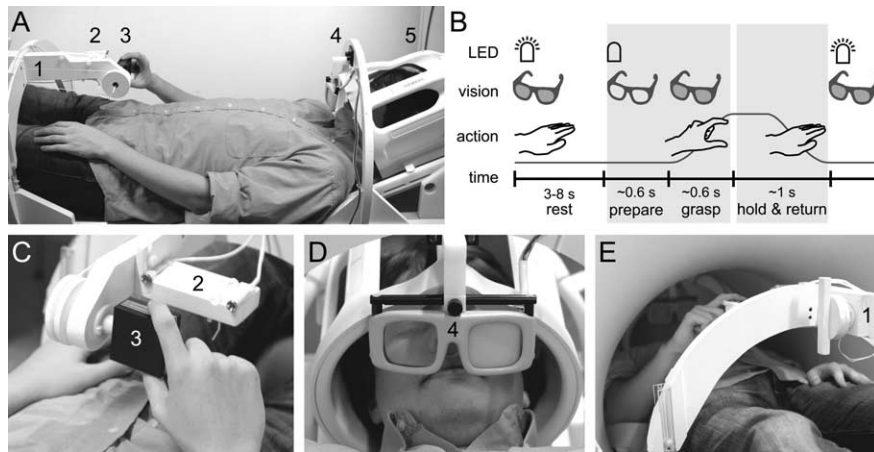 A
2
3
4
5
1
B
LED
vision
action
time
3-8 s
rest
~0.6 s
prepare
~0.6 s
grasp
~1 s
hold & return
C
2
3
D
4
E
1